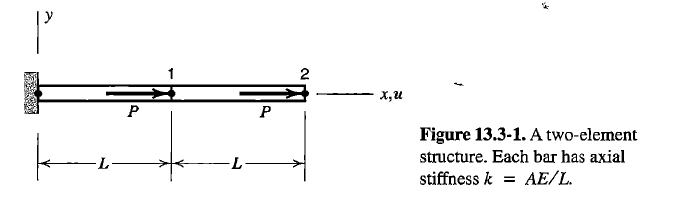 y
1
2
x,u
P
P
L
L
Figure 13.3-1. A two-element
structure. Each bar has axial
stiffness k = AE/L.